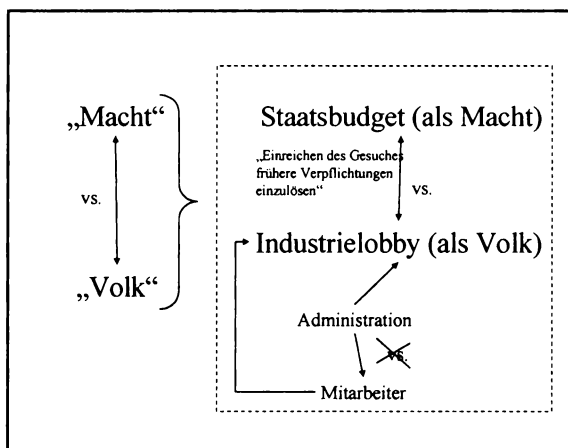 „Macht“
vs.
„Volk“
Staatsbudget (als Macht)
„Einreichen des Gesuches
frühere Verpflichtungen
einzulösen“
vs.
Industrielobby (als Volk)
Administration
vs.
Mitarbeiter